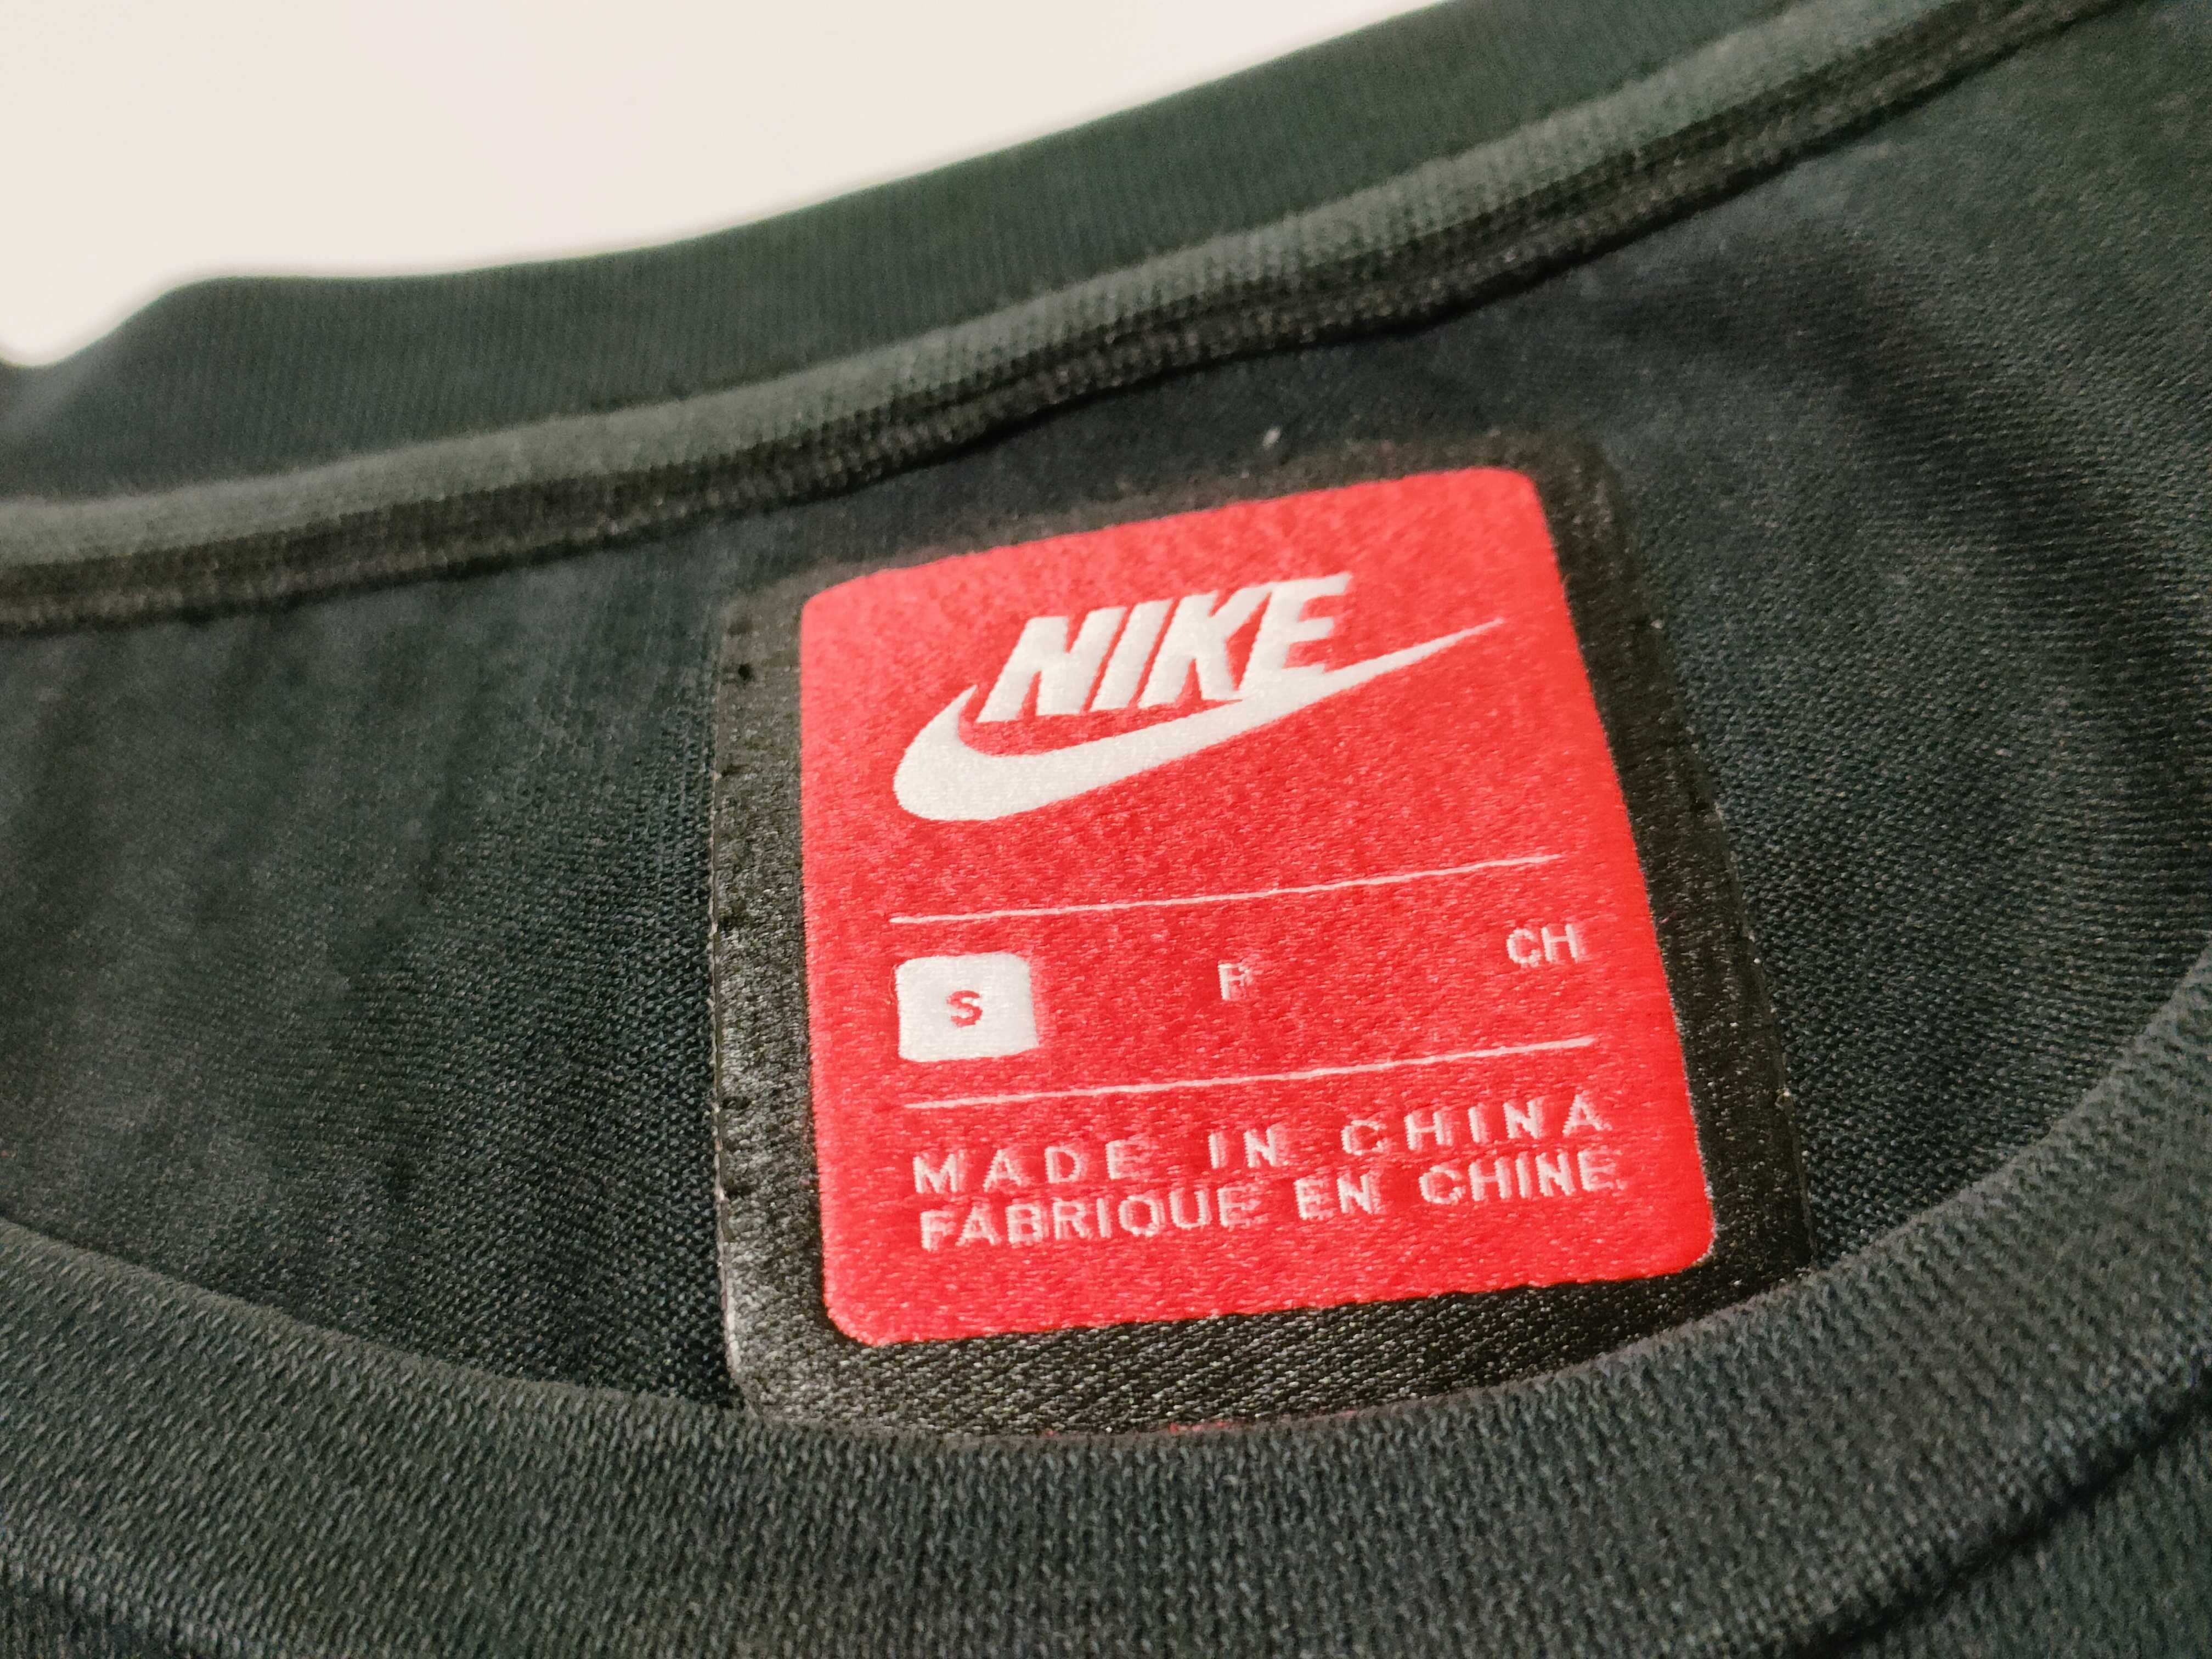 NIKE
S P CH
MADE IN CHINA
FABRIQUE EN CHINE